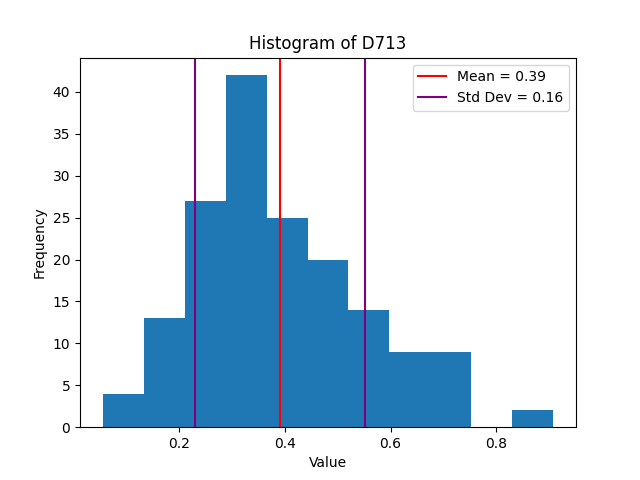 Histogram of D713
Mean = 0.39
Std Dev = 0.16
40
35
30
25
20
15
10
5
0
Frequency
0.2 0.4 0.6 0.8
Value